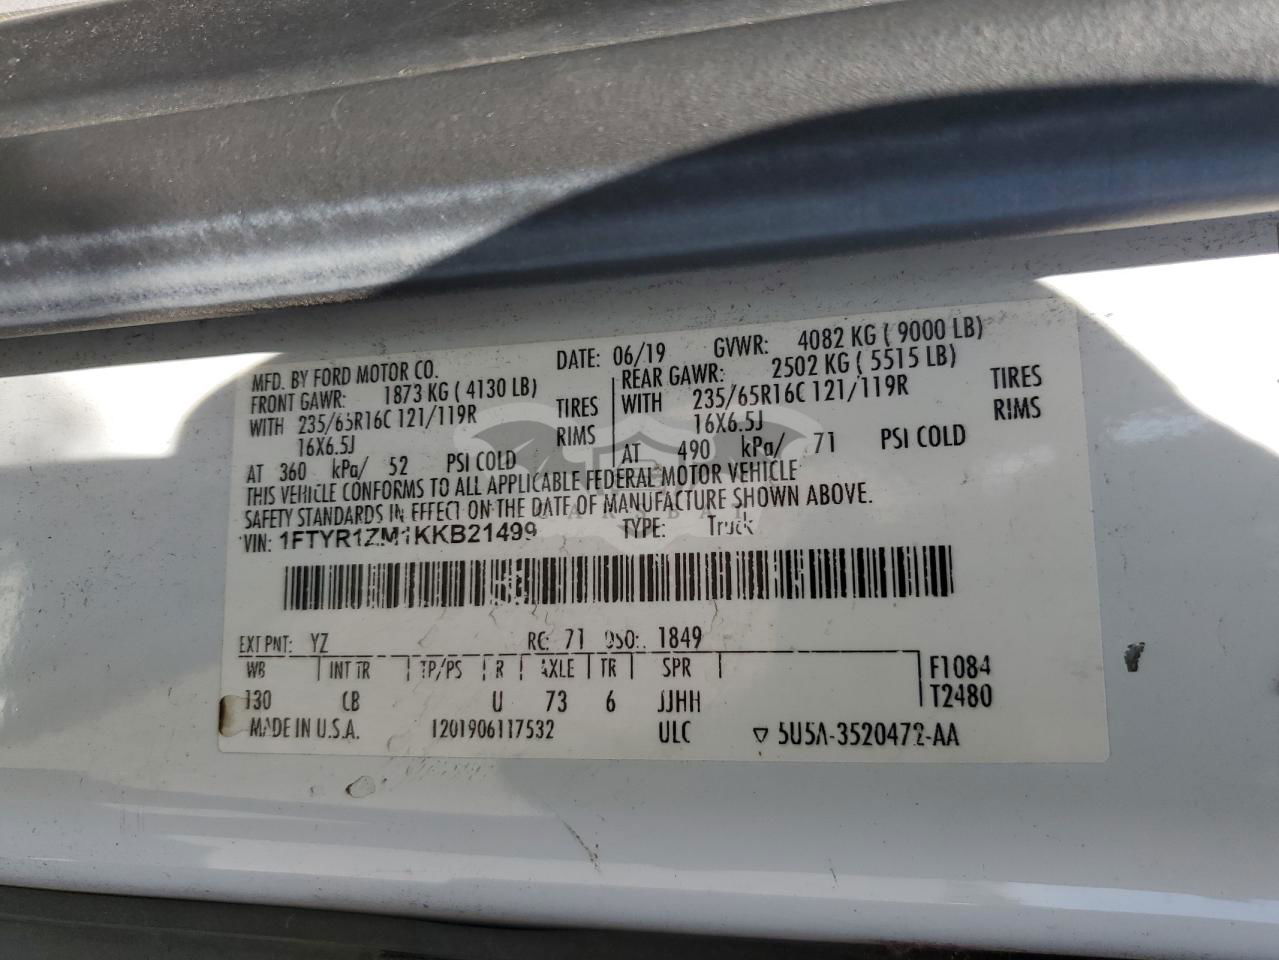 MFD. BY FORD MOTOR CO. DATE: 06/19 GVWR: 4082 KG ( 9000 LB)
FRONT GAWR: 1873 KG ( 4130 LB) REAR GAWR: 2502 KG ( 5515 LB)
WITH 235/65R16C 121/119R TIRES WITH 235/65R16C 121/119R TIRES
16X6.5J RIMS 16X6.5J RIMS
AT 360 kPa/ 52 PSI COLD AT 490 kPa/ 71 PSI COLD
THIS VEHICLE CONFORMS TO ALL APPLICABLE FEDERAL MOTOR VEHICLE
SAFETY STANDARDS IN EFFECT ON THE DATE OF MANUFACTURE SHOWN ABOVE.
VIN: 1FTYR1ZM1KKB21499 TYPE: Truck
EXT PNT: YZ RC: 71 DSO: 1849
WB INT TR TP/PS R AXLE TR SPR F1084
130 CB U 73 6 JJHH T2480
MADE IN U.S.A. 1201906117532 ULC ▽ 5U5A-3520472-AA